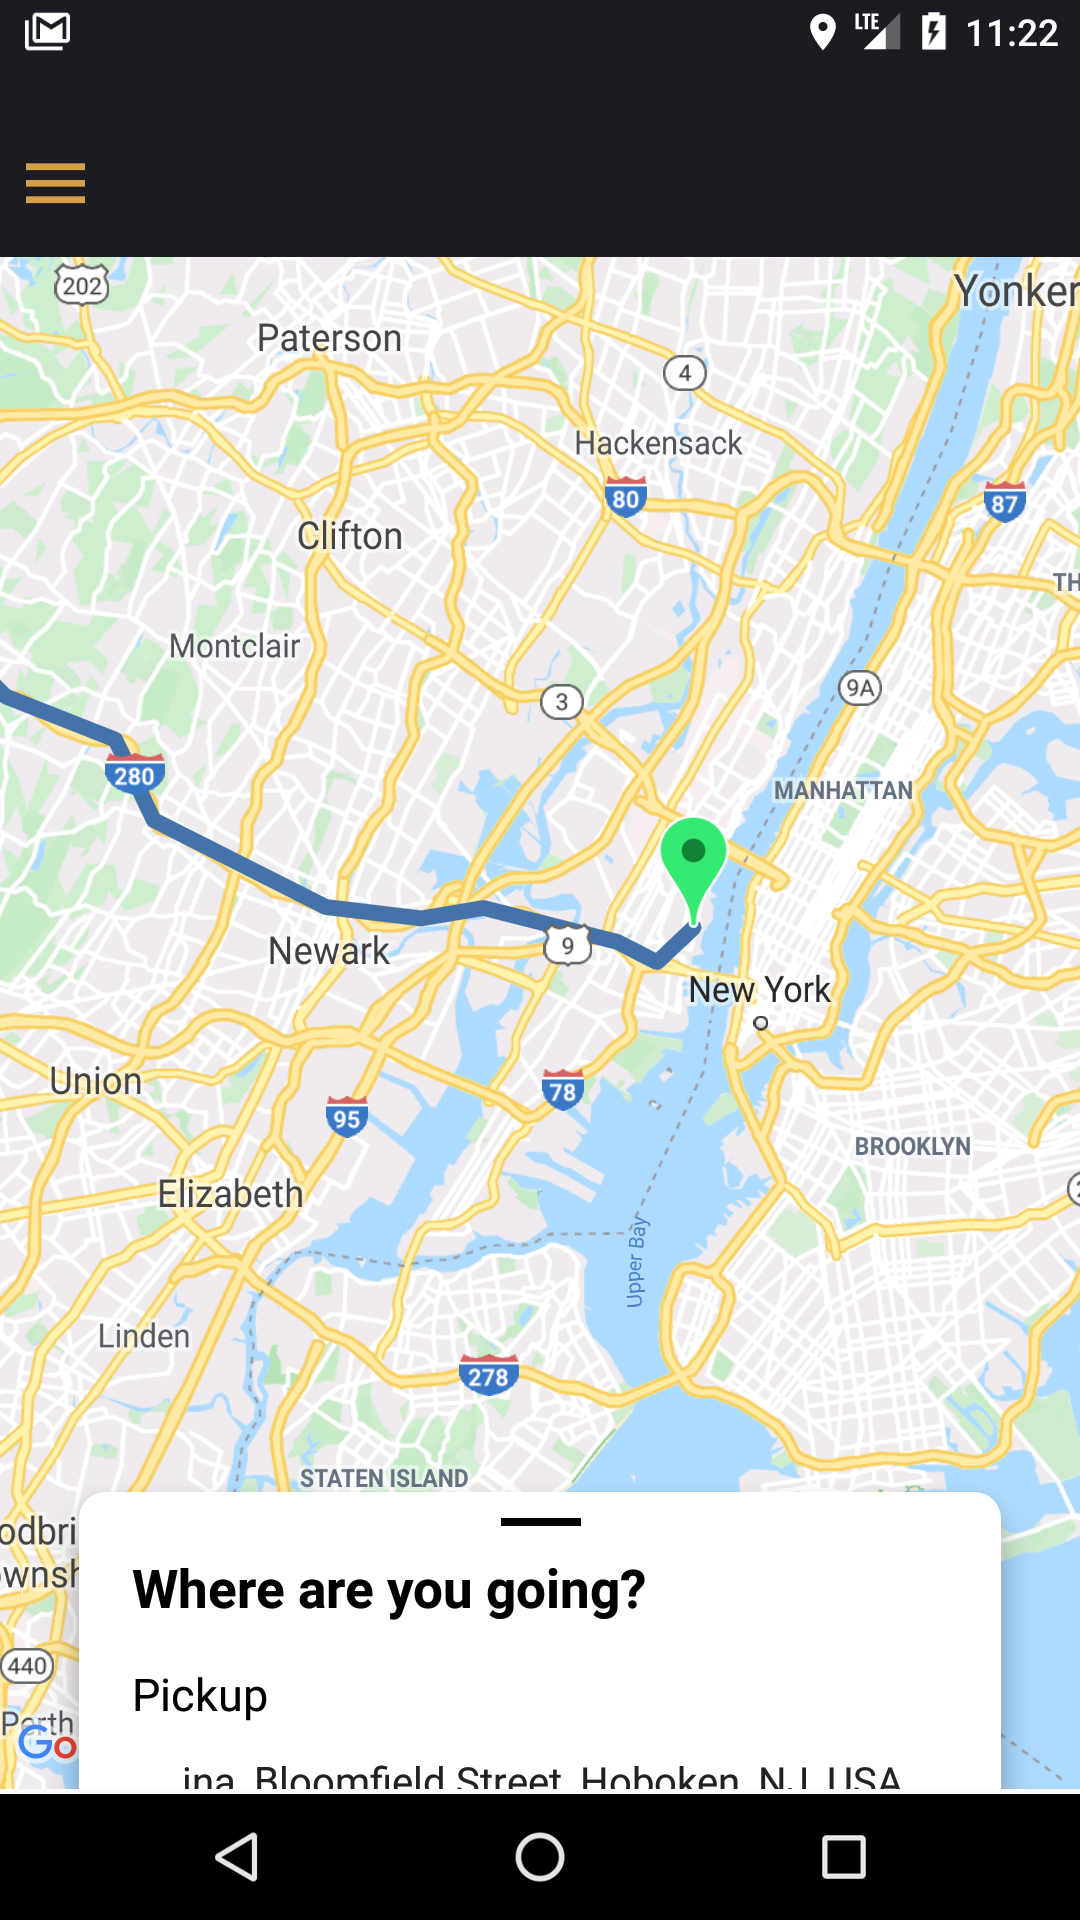 LTE 11:22
202
Yonker
Paterson
4
Hackensack
80
87
Clifton
TH
Montclair
9A
3
280
MANHATTAN
Newark
9
New York
Union
78
95
BROOKLYN
Elizabeth
Upper Bay
Linden
278
STATEN ISLAND
odbri
ownsh
Where are you going?
440
Pickup
Perth
Go
ina, Bloomfield Street, Hoboken, NJ, USA